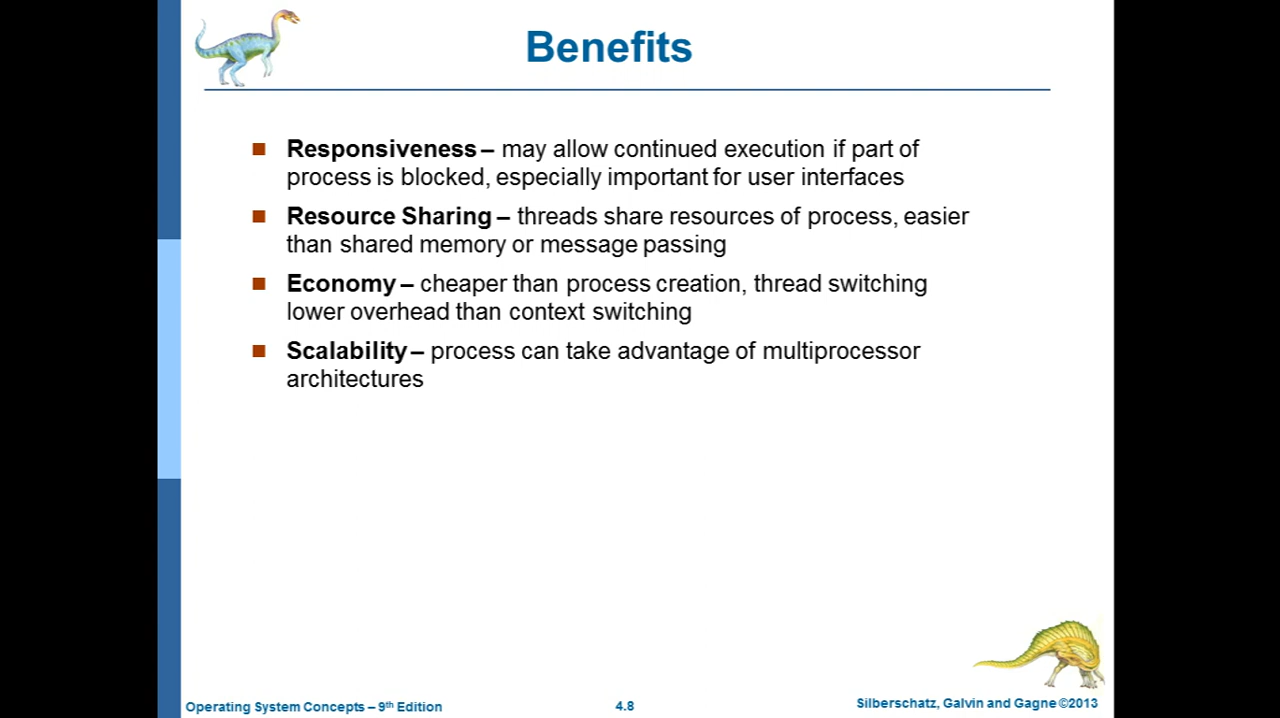 Benefits
Responsiveness – may allow continued execution if part of
process is blocked, especially important for user interfaces
Resource Sharing – threads share resources of process, easier
than shared memory or message passing
Economy – cheaper than process creation, thread switching
lower overhead than context switching
Scalability – process can take advantage of multiprocessor
architectures
Operating System Concepts – 9th Edition
4.8
Silberschatz, Galvin and Gagne ©2013